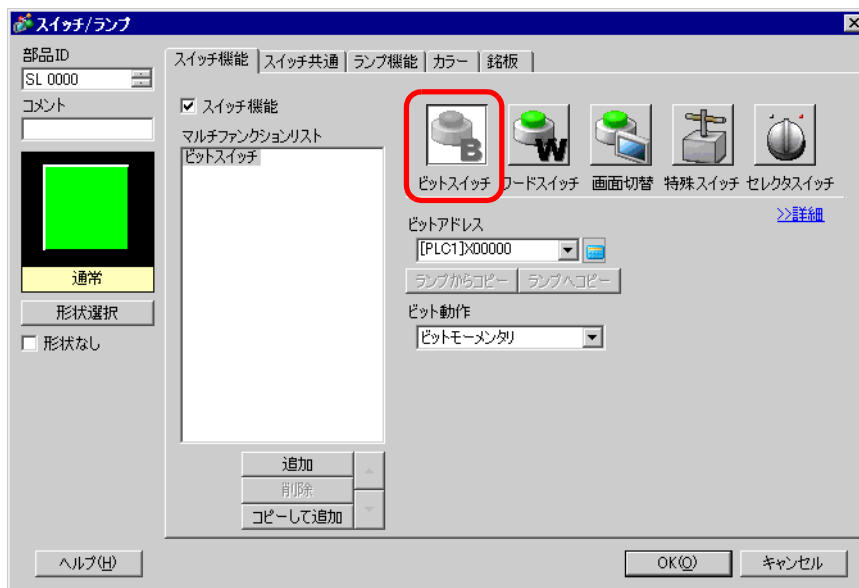 スイッチ/ランプ
部品ID
SL 0000
コメント
通常
形状選択
形状なし
スイッチ機能
スイッチ共通
ランプ機能
カラー
銘板
スイッチ機能
マルチファンクションリスト
ビットスイッチ
追加
削除
コピーして追加
B
W
ビットスイッチ
ワードスイッチ
画面切替
特殊スイッチ
セレクタスイッチ
>>詳細
ビットアドレス
[PLC1]X00000
ランプからコピー
ランプへコピー
ビット動作
ビットモーメンタリ
ヘルプ(H)
OK(O)
キャンセル